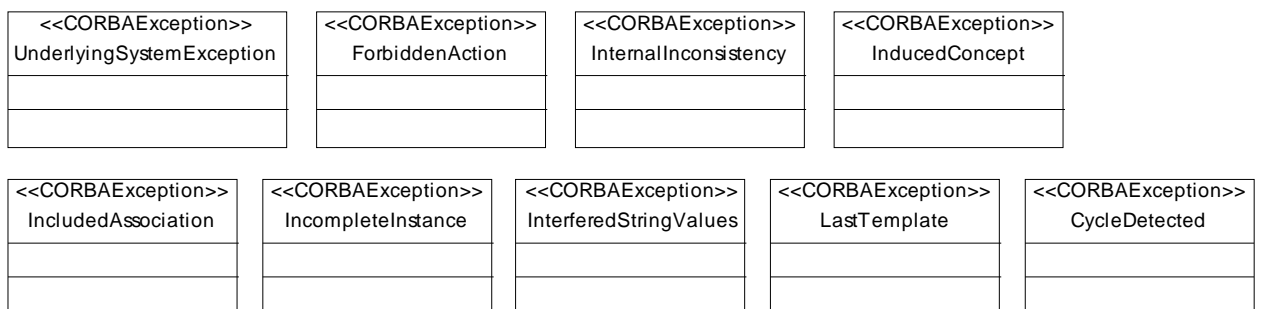 <<CORBAException>> <<CORBAException>> <<CORBAException>> <<CORBAException>>
UnderlyingSystemException ForbiddenAction InternalInconsistency InducedConcept
<<CORBAException>> <<CORBAException>> <<CORBAException>> <<CORBAException>> <<CORBAException>>
IncludedAssociation IncompleteInstance InterferedStringValues LastTemplate CycleDetected